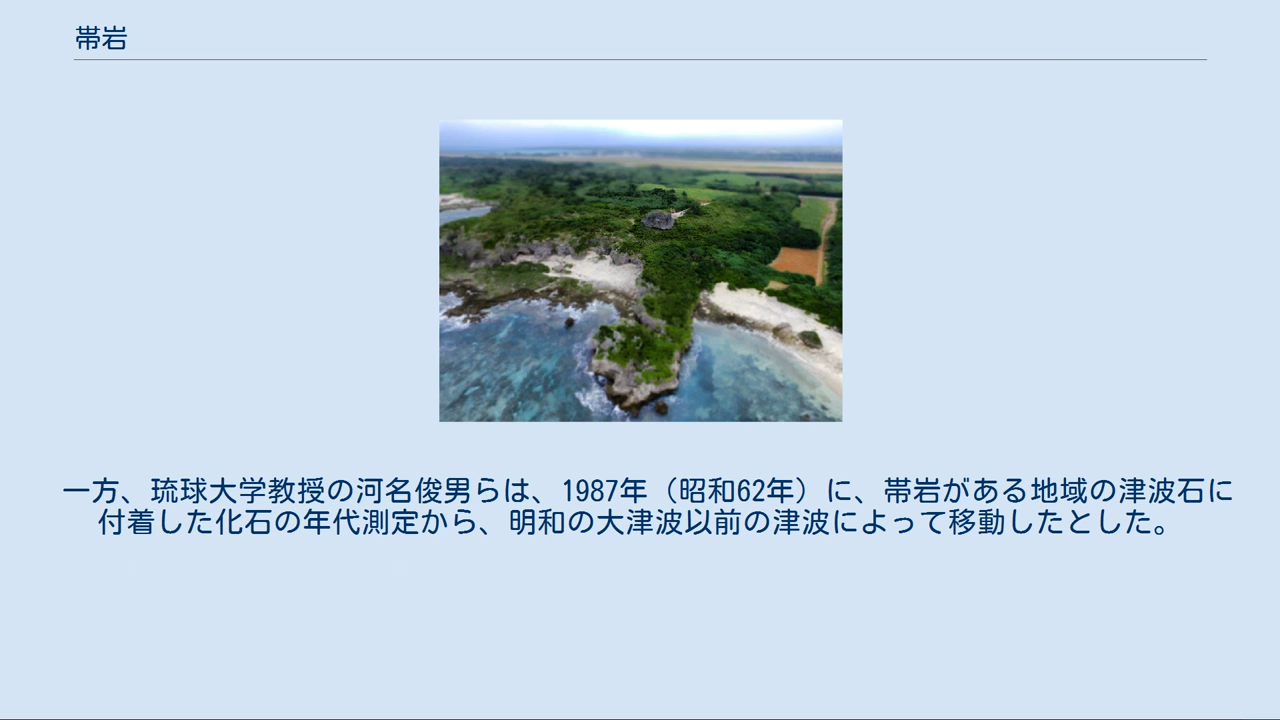 帯岩
一方、琉球大学教授の河名俊男らは、1987年（昭和62年）に、帯岩がある地域の津波石に
付着した化石の年代測定から、明和の大津波以前の津波によって移動したとした。